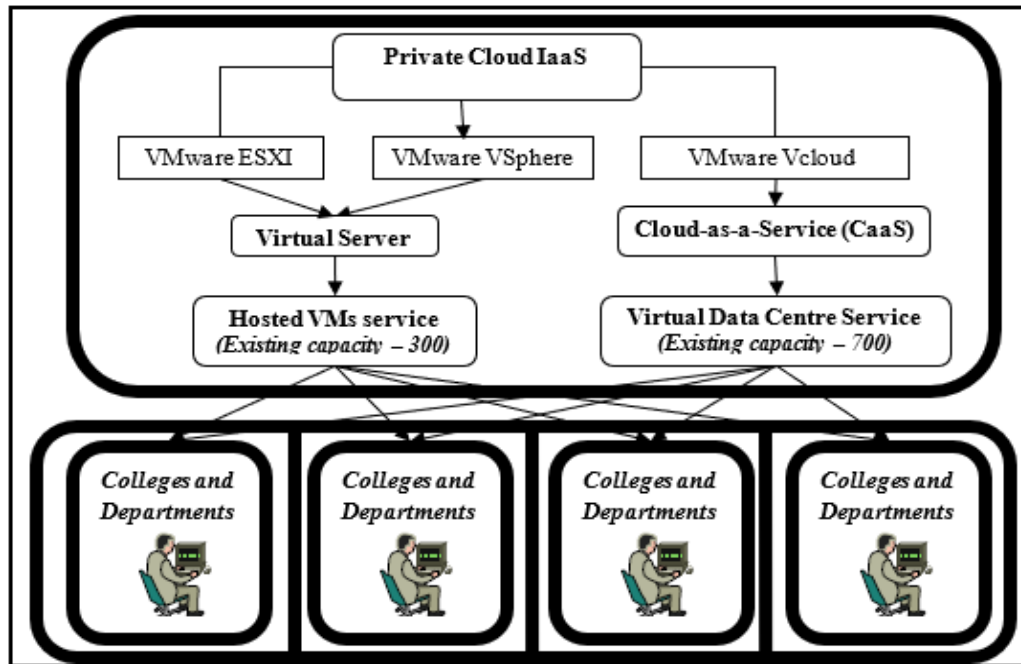 Private Cloud IaaS
VMware ESXI
VMware VSphere
VMware Vcloud
Virtual Server
Cloud-as-a-Service (CaaS)
Hosted VMs service
(Existing capacity – 300)
Virtual Data Centre Service
(Existing capacity – 700)
Colleges and
Departments
Colleges and
Departments
Colleges and
Departments
Colleges and
Departments